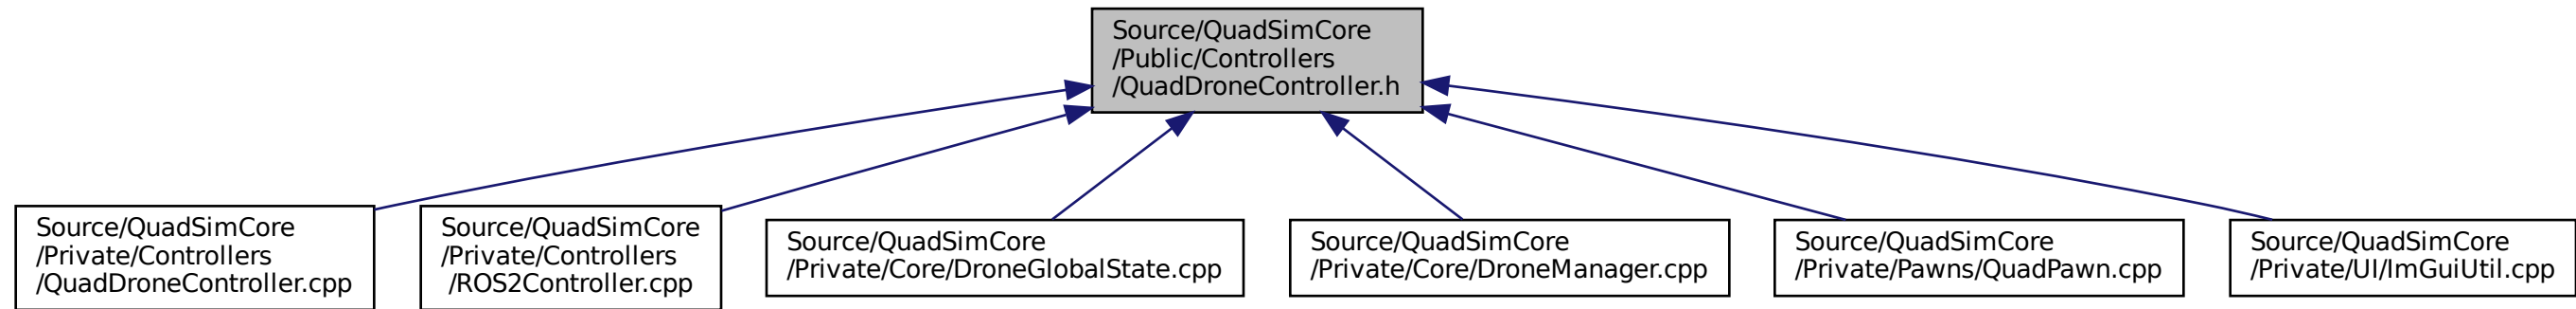 Source/QuadSimCore
/Public/Controllers
/QuadDroneController.h
Source/QuadSimCore
/Private/Controllers
/QuadDroneController.cpp
Source/QuadSimCore
/Private/Controllers
/ROS2Controller.cpp
Source/QuadSimCore
/Private/Core/DroneGlobalState.cpp
Source/QuadSimCore
/Private/Core/DroneManager.cpp
Source/QuadSimCore
/Private/Pawns/QuadPawn.cpp
Source/QuadSimCore
/Private/UI/ImGuiUtil.cpp